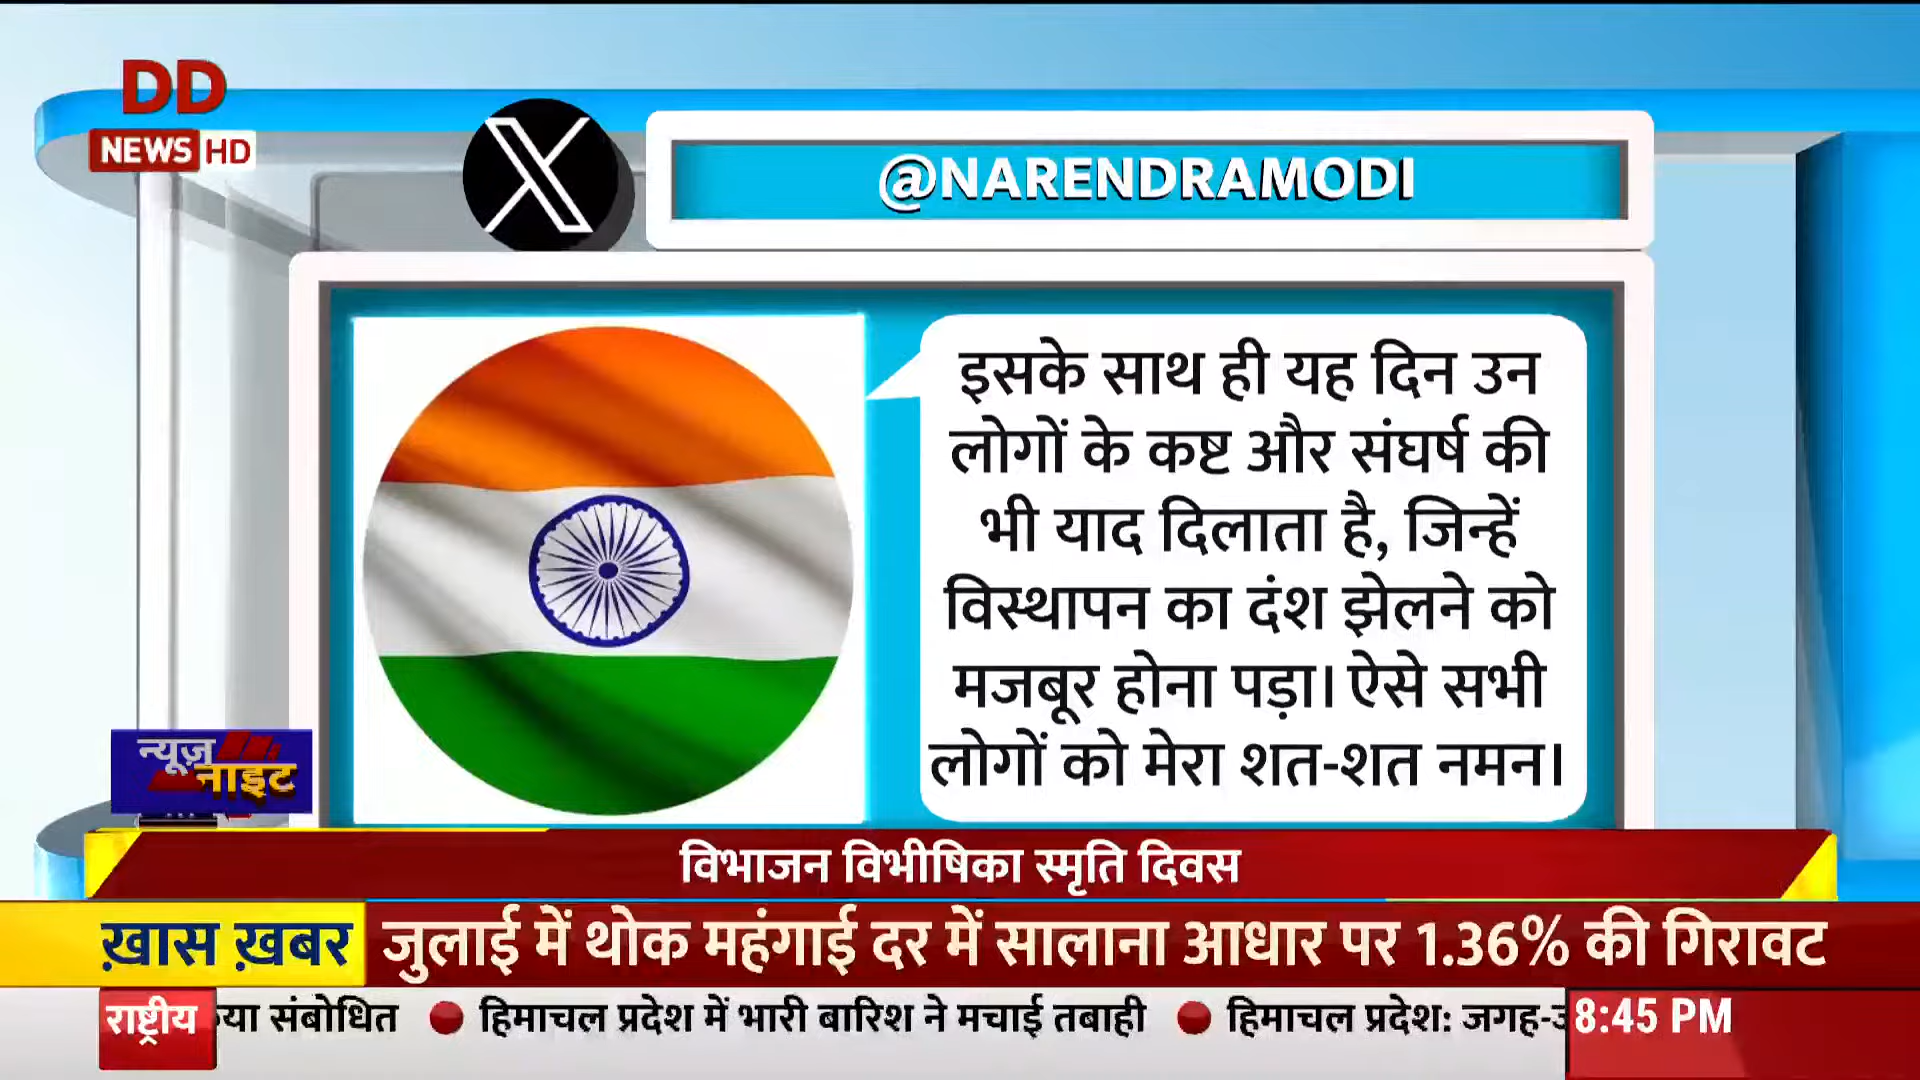 DD
NEWS HD
@NARENDRAMODI
इसके साथ ही यह दिन उन
लोगों के कष्ट और संघर्ष की
भी याद दिलाता है, जिन्हें
विस्थापन का दंश झेलने को
मजबूर होना पड़ा। ऐसे सभी
लोगों को मेरा शत-शत नमन।
न्यूज़
नाइट
विभाजन विभीषिका स्मृति दिवस
ख़ास ख़बर जुलाई में थोक महंगाई दर में सालाना आधार पर 1.36% की गिरावट
राष्ट्रीय संबोधित हिमाचल प्रदेश में भारी बारिश ने मचाई तबाही हिमाचल प्रदेश: जगह- 8:45 PM